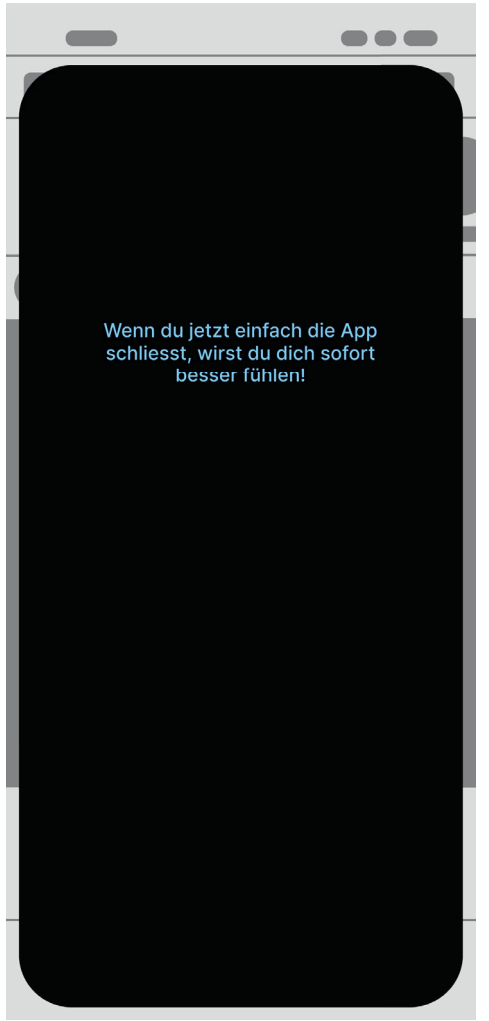 Wenn du jetzt einfach die App
schliesst, wirst du dich sofort
besser fühlen!